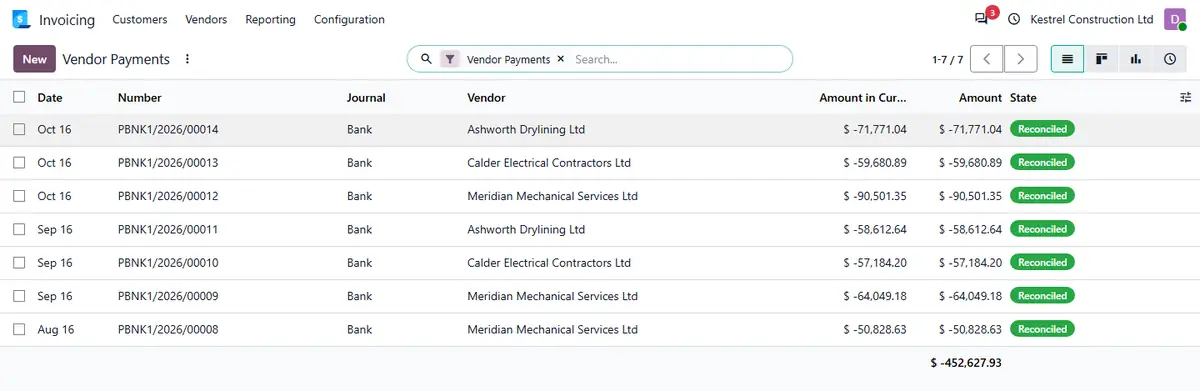 Invoicing Customers Vendors Reporting Configuration 3 Kestrel Construction Ltd D
New Vendor Payments Vendor Payments × Search... 1-7 / 7
Date Number Journal Vendor Amount in Cur... Amount State
Oct 16 PBNK1/2026/00014 Bank Ashworth Drylining Ltd $ -71,771.04 $ -71,771.04 Reconciled
Oct 16 PBNK1/2026/00013 Bank Calder Electrical Contractors Ltd $ -59,680.89 $ -59,680.89 Reconciled
Oct 16 PBNK1/2026/00012 Bank Meridian Mechanical Services Ltd $ -90,501.35 $ -90,501.35 Reconciled
Sep 16 PBNK1/2026/00011 Bank Ashworth Drylining Ltd $ -58,612.64 $ -58,612.64 Reconciled
Sep 16 PBNK1/2026/00010 Bank Calder Electrical Contractors Ltd $ -57,184.20 $ -57,184.20 Reconciled
Sep 16 PBNK1/2026/00009 Bank Meridian Mechanical Services Ltd $ -64,049.18 $ -64,049.18 Reconciled
Aug 16 PBNK1/2026/00008 Bank Meridian Mechanical Services Ltd $ -50,828.63 $ -50,828.63 Reconciled
$ -452,627.93